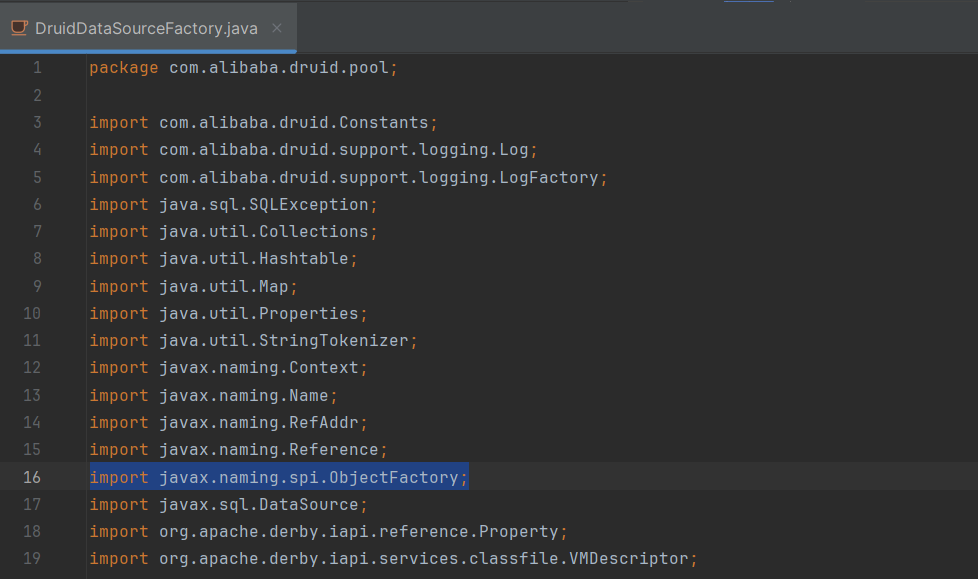 DruidDataSourceFactory.java ×
1 package com.alibaba.druid.pool;
2
3 import com.alibaba.druid.Constants;
4 import com.alibaba.druid.support.logging.Log;
5 import com.alibaba.druid.support.logging.LogFactory;
6 import java.sql.SQLException;
7 import java.util.Collections;
8 import java.util.Hashtable;
9 import java.util.Map;
10 import java.util.Properties;
11 import java.util.StringTokenizer;
12 import javax.naming.Context;
13 import javax.naming.Name;
14 import javax.naming.RefAddr;
15 import javax.naming.Reference;
16 import javax.naming.spi.ObjectFactory;
17 import javax.sql.DataSource;
18 import org.apache.derby.iapi.reference.Property;
19 import org.apache.derby.iapi.services.classfile.VMDescriptor;